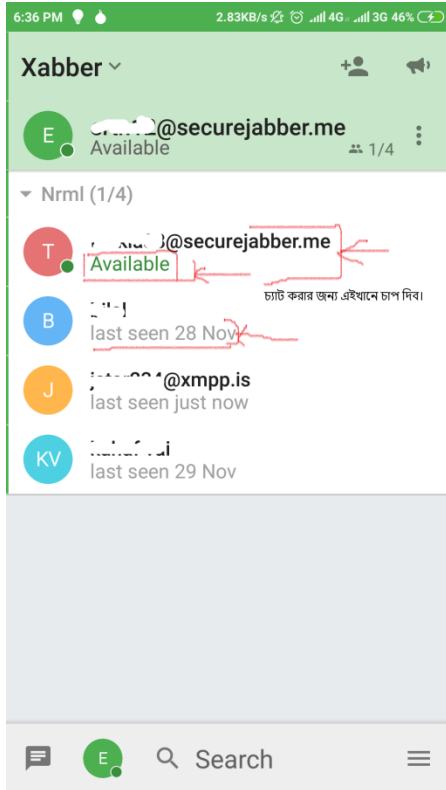 6:36 PM 2.83KB/s 4G 3G 46%
Xabber
E @securejabber.me
Available 1/4
Nrml (1/4)
T @securejabber.me
Available
চ্যাট করার জন্য এইখানে চাপ দিব।
B
last seen 28 Nov
J @xmpp.is
last seen just now
KV
last seen 29 Nov
E Search